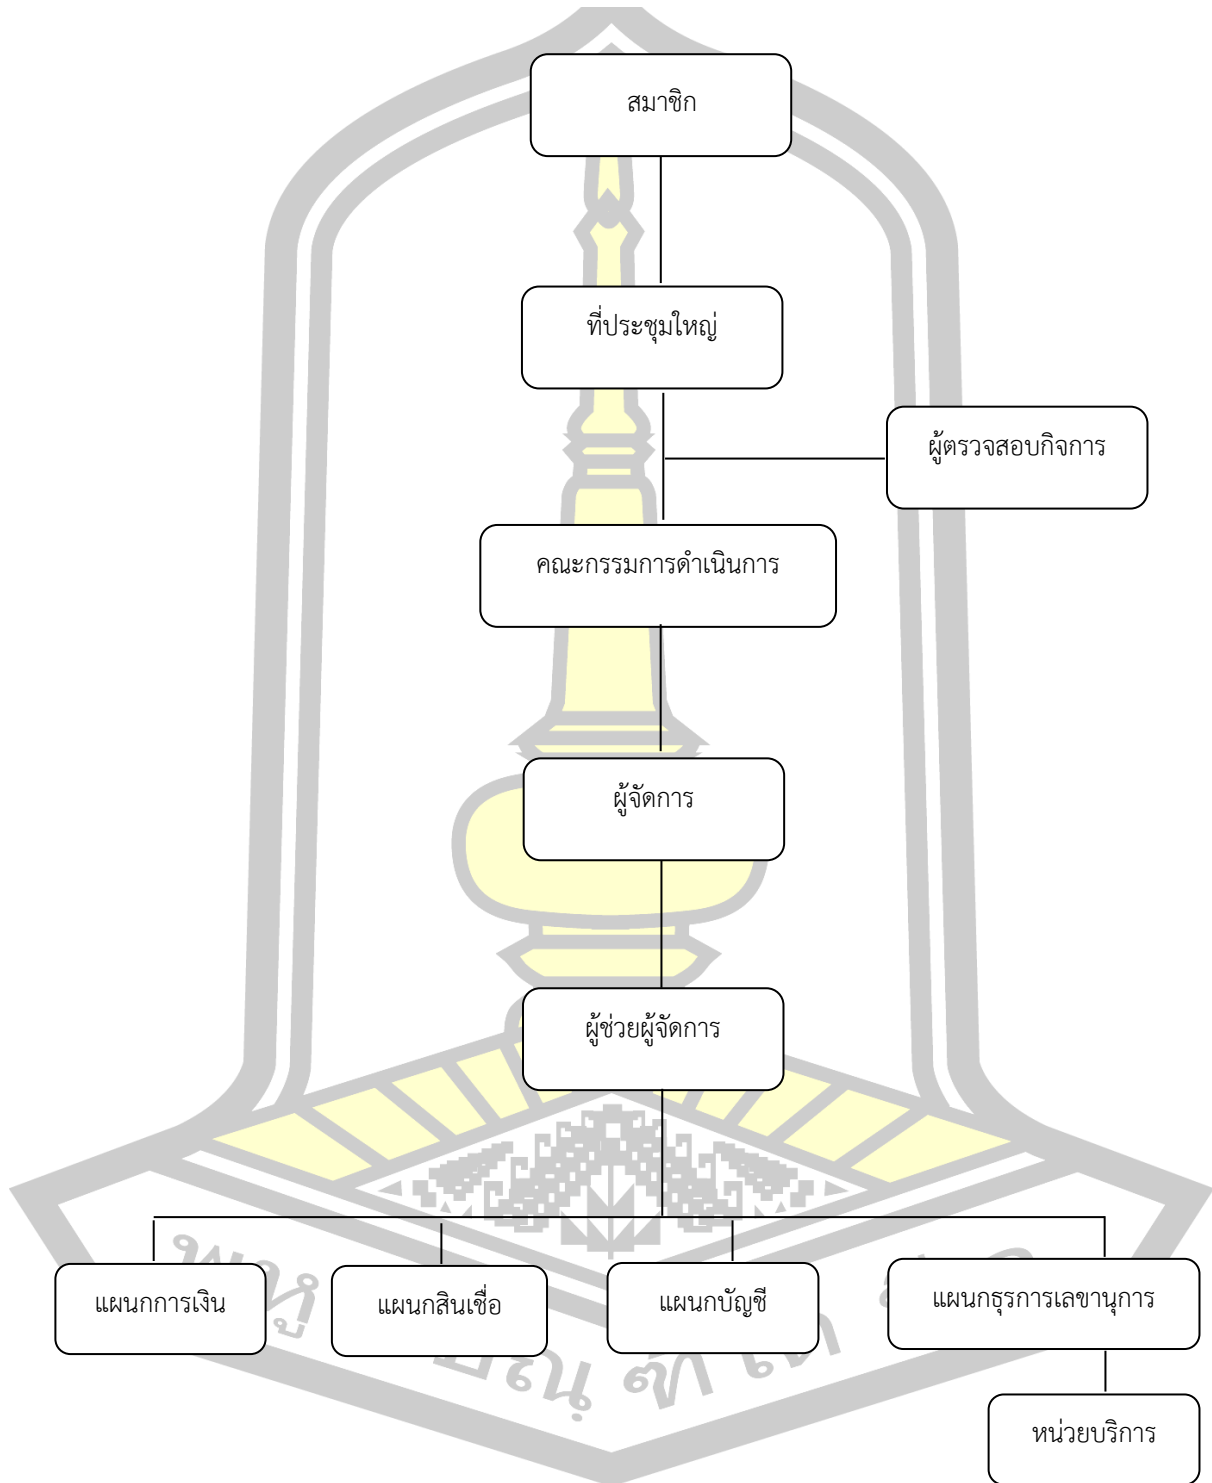 สมาชิก
ที่ประชุมใหญ่
ผู้ตรวจสอบกิจการ
คณะกรรมการดำเนินการ
ผู้จัดการ
ผู้ช่วยผู้จัดการ
แผนกการเงิน
แผนกสินเชื่อ
แผนกบัญชี
แผนกธุรการเลขานุการ
หน่วยบริการ